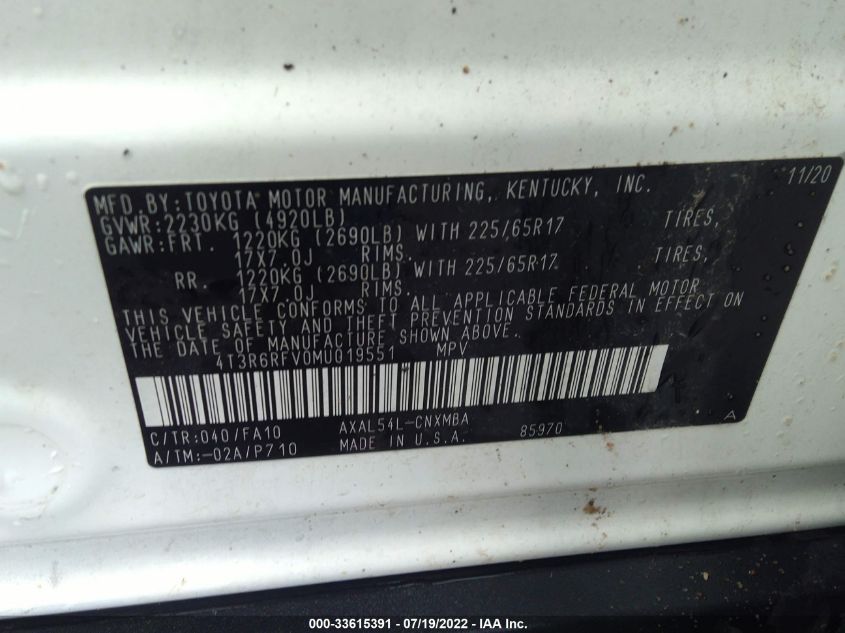 11/20
MFD. BY:TOYOTA MOTOR MANUFACTURING, KENTUCKY, INC.
GVWR:2230KG (4920LB)
GAWR:FRT. 1220KG (2690LB) WITH 225/65R17 TIRES,
17X7.0J RIMS.
RR. 1220KG (2690LB) WITH 225/65R17 TIRES,
17X7.0J RIMS.
THIS VEHICLE CONFORMS TO ALL APPLICABLE FEDERAL MOTOR
VEHICLE SAFETY AND THEFT PREVENTION STANDARDS IN EFFECT ON
THE DATE OF MANUFACTURE SHOWN ABOVE.
4T3R6RFV0MU019551 MPV
C/TR:040/FA10 AXAL54L-CNXMBA A
A/TM:-02A/P710 MADE IN U.S.A. 85970
000-33615391 - 07/19/2022 - IAA Inc.